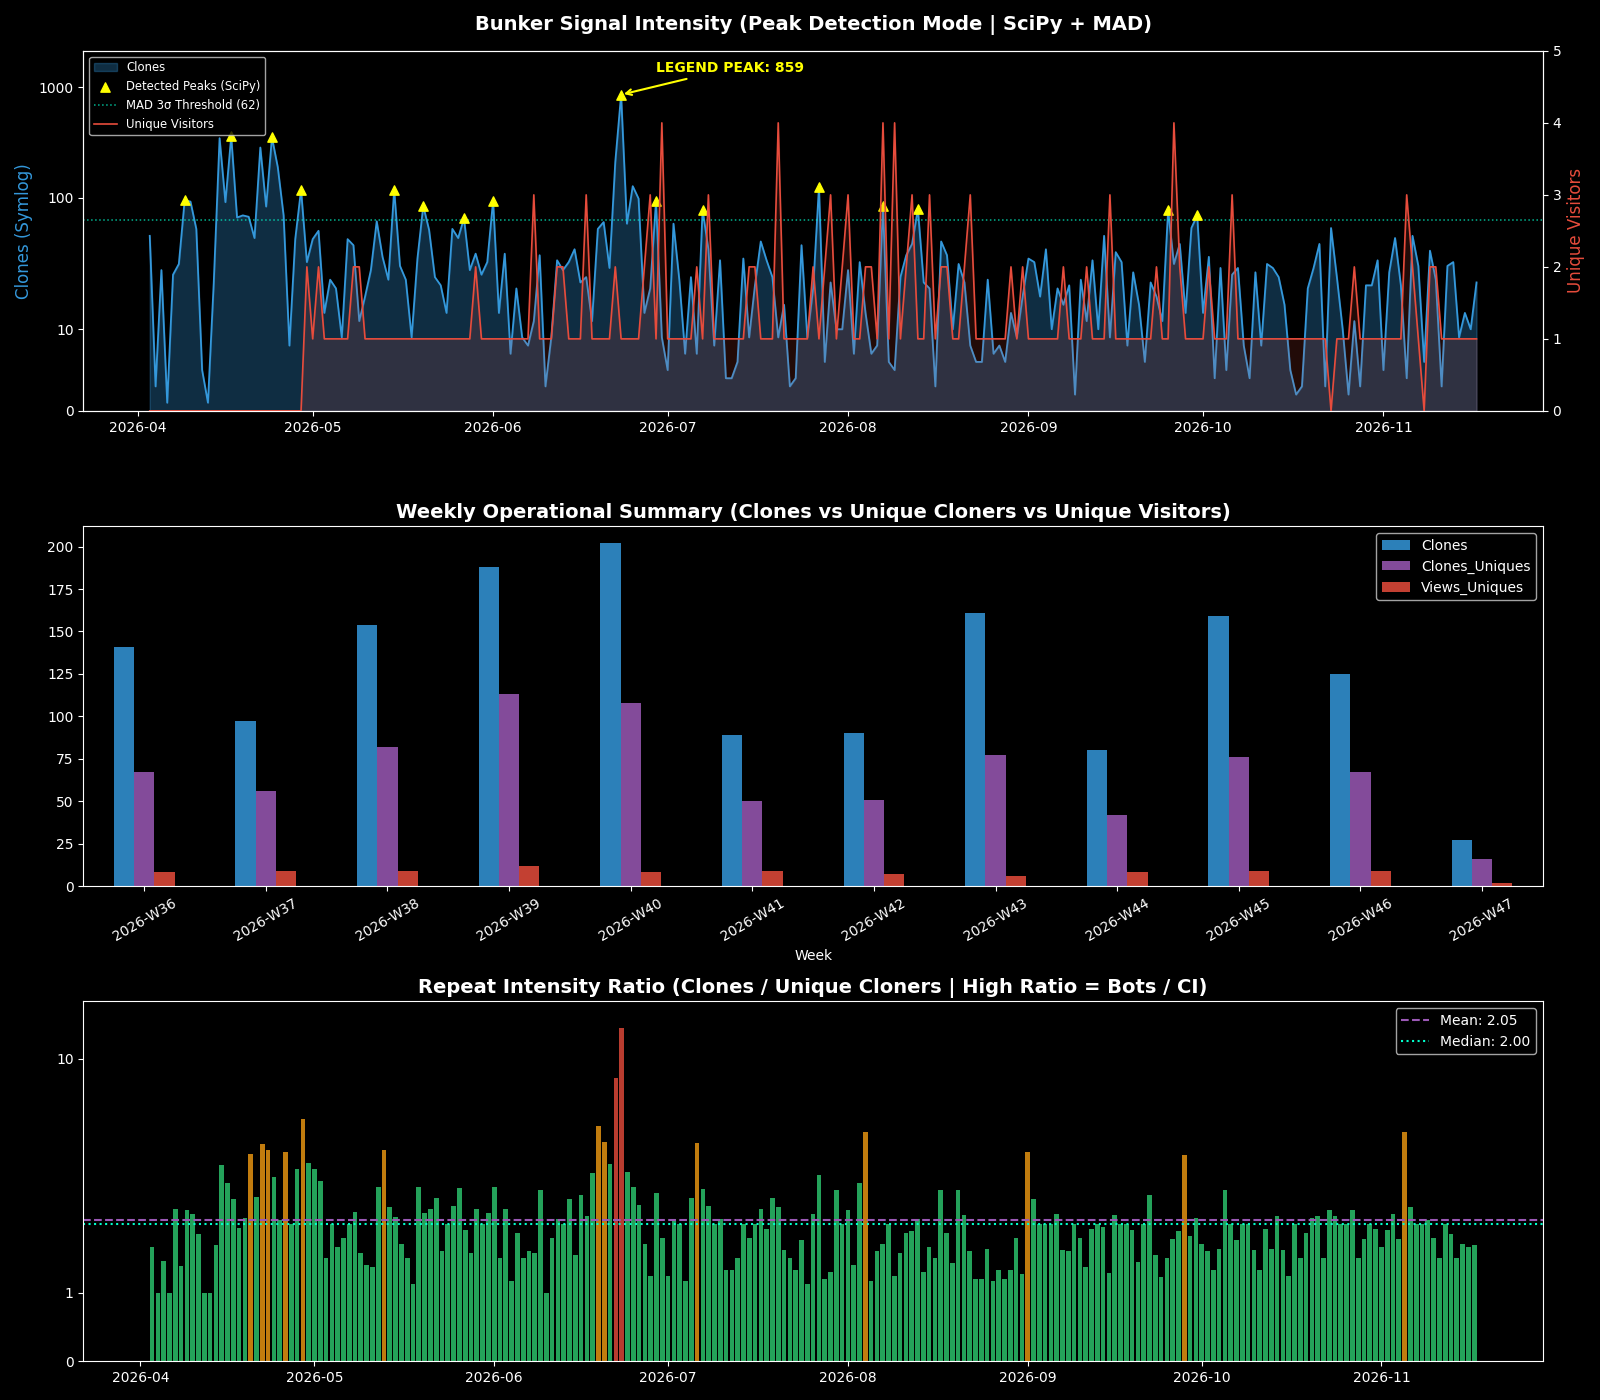 Bunker Signal Intensity (Peak Detection Mode | SciPy + MAD)
Clones
Detected Peaks (SciPy)
MAD 3σ Threshold (62)
Unique Visitors
LEGEND PEAK: 859
Clones (Symlog)
1000
100
10
0
Unique Visitors
5
4
3
2
1
0
2026-04 2026-05 2026-06 2026-07 2026-08 2026-09 2026-10 2026-11
Weekly Operational Summary (Clones vs Unique Cloners vs Unique Visitors)
Clones
Clones_Uniques
Views_Uniques
200
175
150
125
100
75
50
25
0
2026-W36 2026-W37 2026-W38 2026-W39 2026-W40 2026-W41 2026-W42 2026-W43 2026-W44 2026-W45 2026-W46 2026-W47
Week
Repeat Intensity Ratio (Clones / Unique Cloners | High Ratio = Bots / CI)
Mean: 2.05
Median: 2.00
10
1
0
2026-04 2026-05 2026-06 2026-07 2026-08 2026-09 2026-10 2026-11